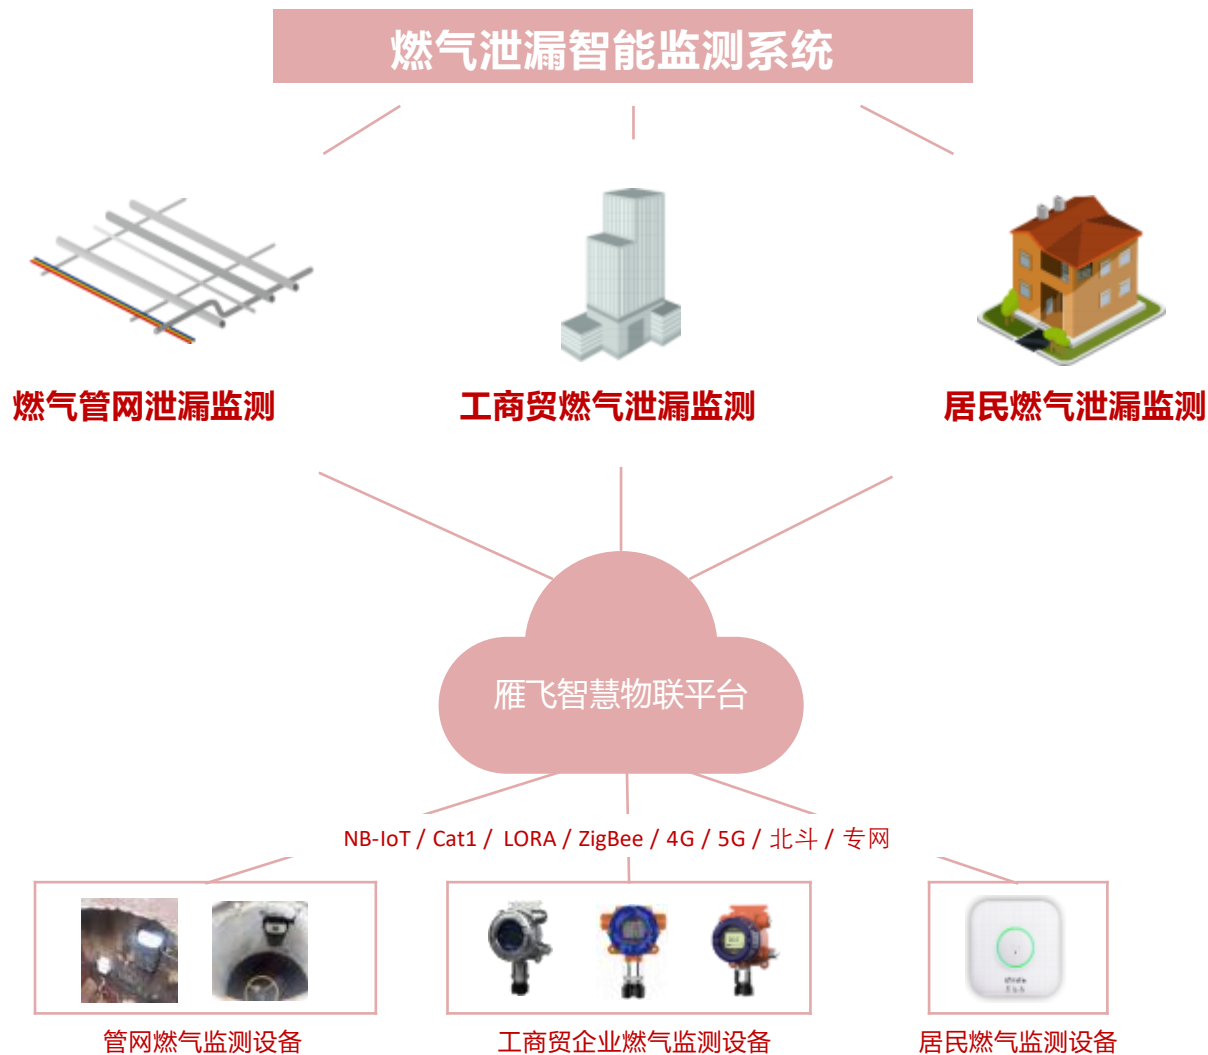 燃气泄漏智能监测系统
燃气管网泄漏监测
工商贸燃气泄漏监测
居民燃气泄漏监测
雁飞智慧物联平台
NB-IoT / Cat1 / LORA / ZigBee / 4G / 5G / 北斗 / 专网
管网燃气监测设备
工商贸企业燃气监测设备
居民燃气监测设备